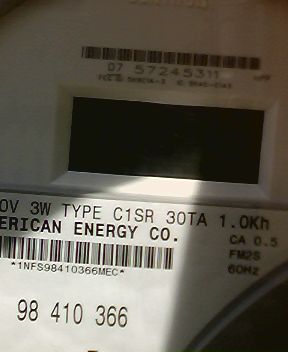 07 57245311
0V 3W TYPE C1SR 30TA 1.0Kh
ERICAN ENERGY CO.
CA 0.5
FM2S
60Hz
*1NFS98410366MEC*
98 410 366